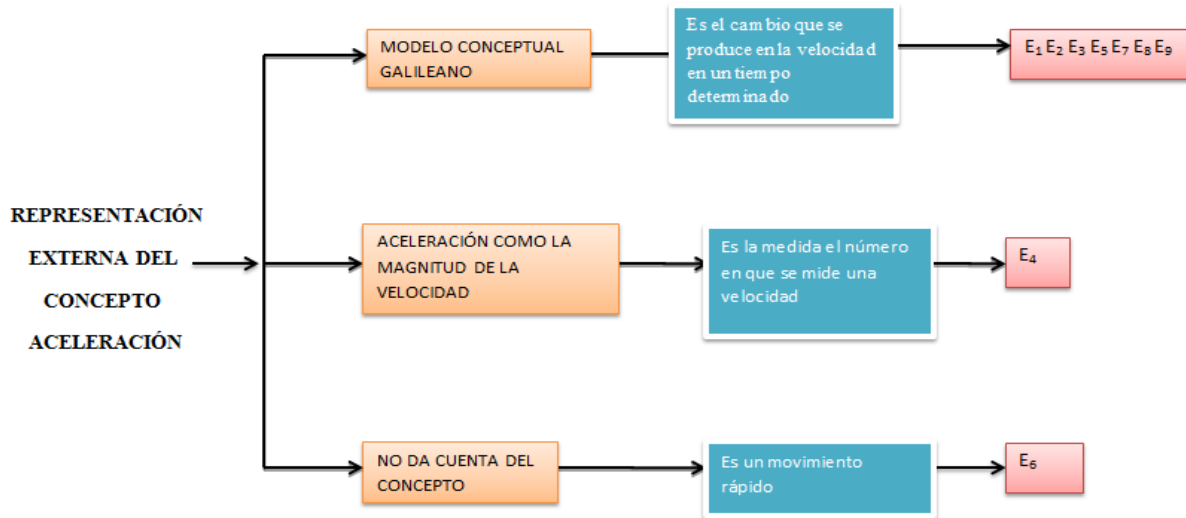 REPRESENTACIÓN
EXTERNA DEL
CONCEPTO
ACELERACIÓN
MODELO CONCEPTUAL
GALILEANO
Es el cambio que se
produce en la velocidad
en un tiempo
determinado
E₁ E₂ E₃ E₅ E₇ E₈ E₉
ACELERACIÓN COMO LA
MAGNITUD DE LA
VELOCIDAD
Es la medida el número
en que se mide una
velocidad
E₄
NO DA CUENTA DEL
CONCEPTO
Es un movimiento
rápido
E₆